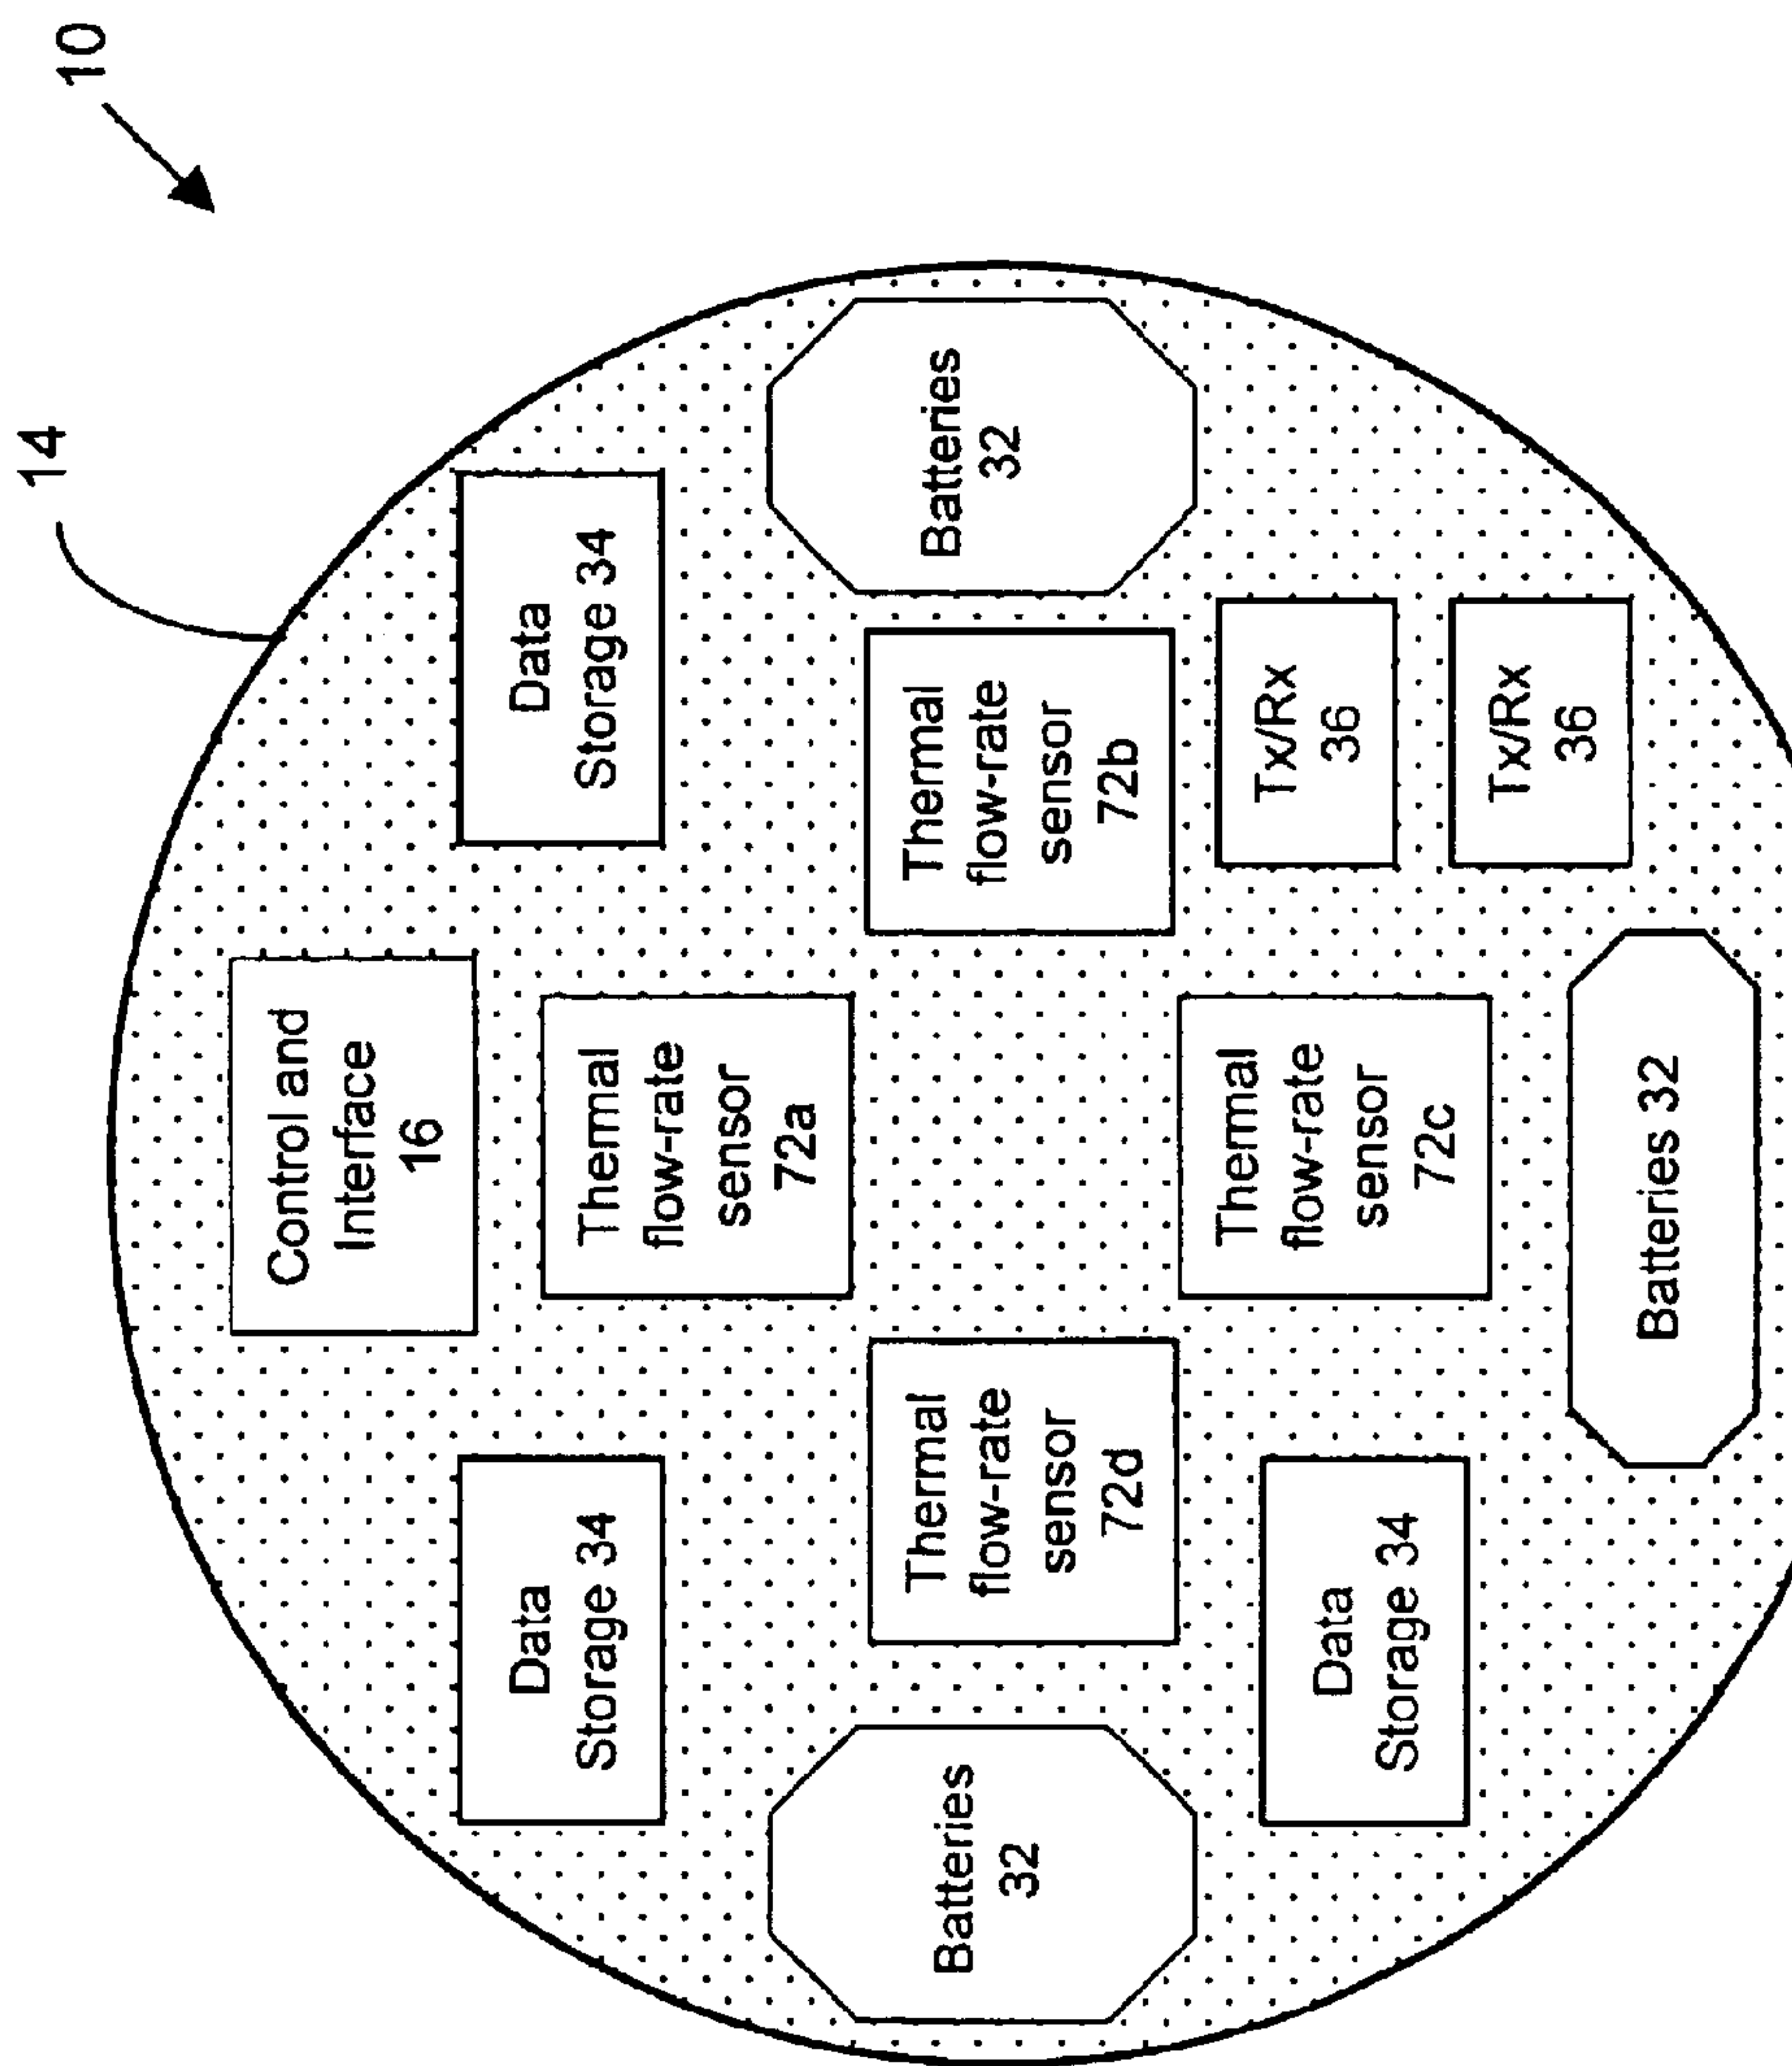 14
10
Control and
Interface
16
Data
Storage 34
Thermal
flow-rate
sensor
72a
Data
Storage 34
Batteries
32
Thermal
flow-rate
sensor
72d
Thermal
flow-rate
sensor
72b
Batteries
32
Data
Storage 34
Thermal
flow-rate
sensor
72c
Tx/Rx
36
Tx/Rx
36
Batteries 32